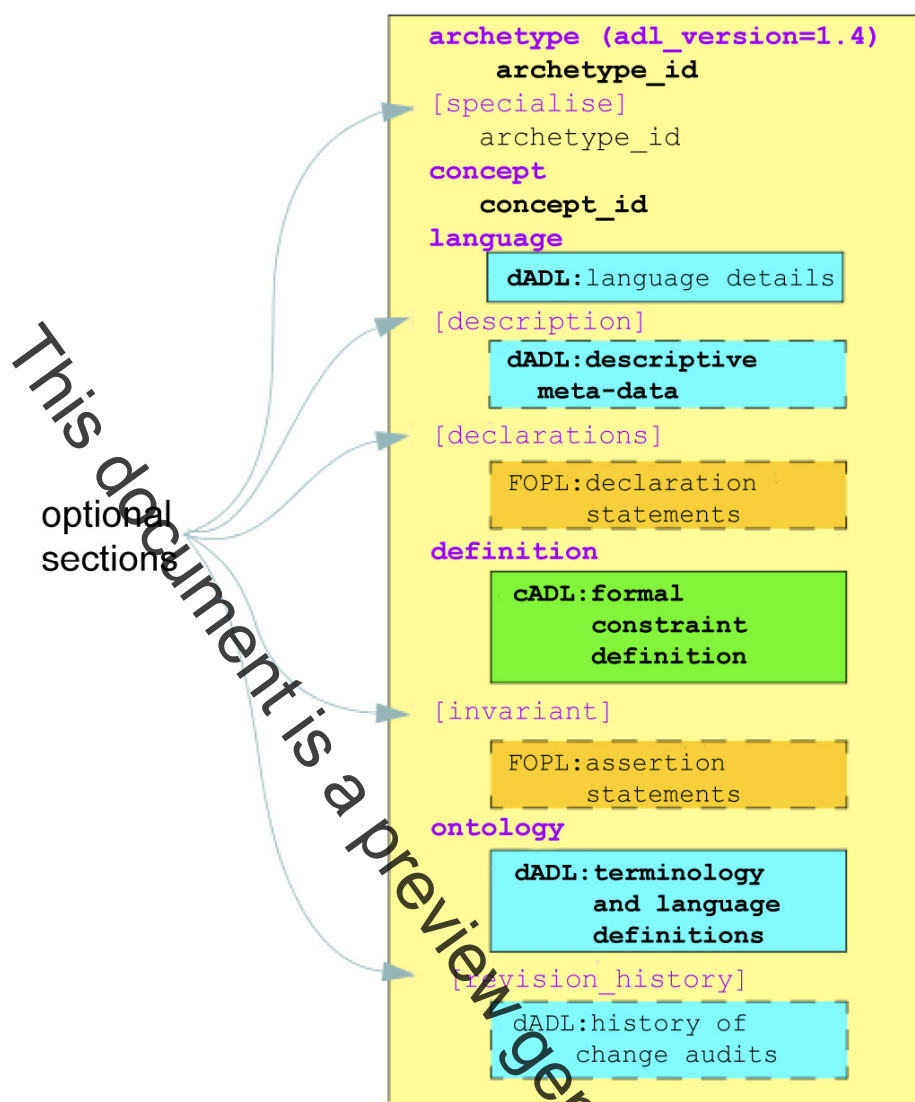 archetype (adl_version=1.4)
archetype_id
[specialise]
archetype_id
concept
concept_id
language
dADL:language details
[description]
dADL:descriptive
meta-data
[declarations]
FOPL:declaration
statements
optional
sections
definition
cADL:formal
constraint
definition
[invariant]
FOPL:assertion
statements
ontology
dADL:terminology
and language
definitions
[revision_history]
dADL:history of
change audits
This document is a preview gen